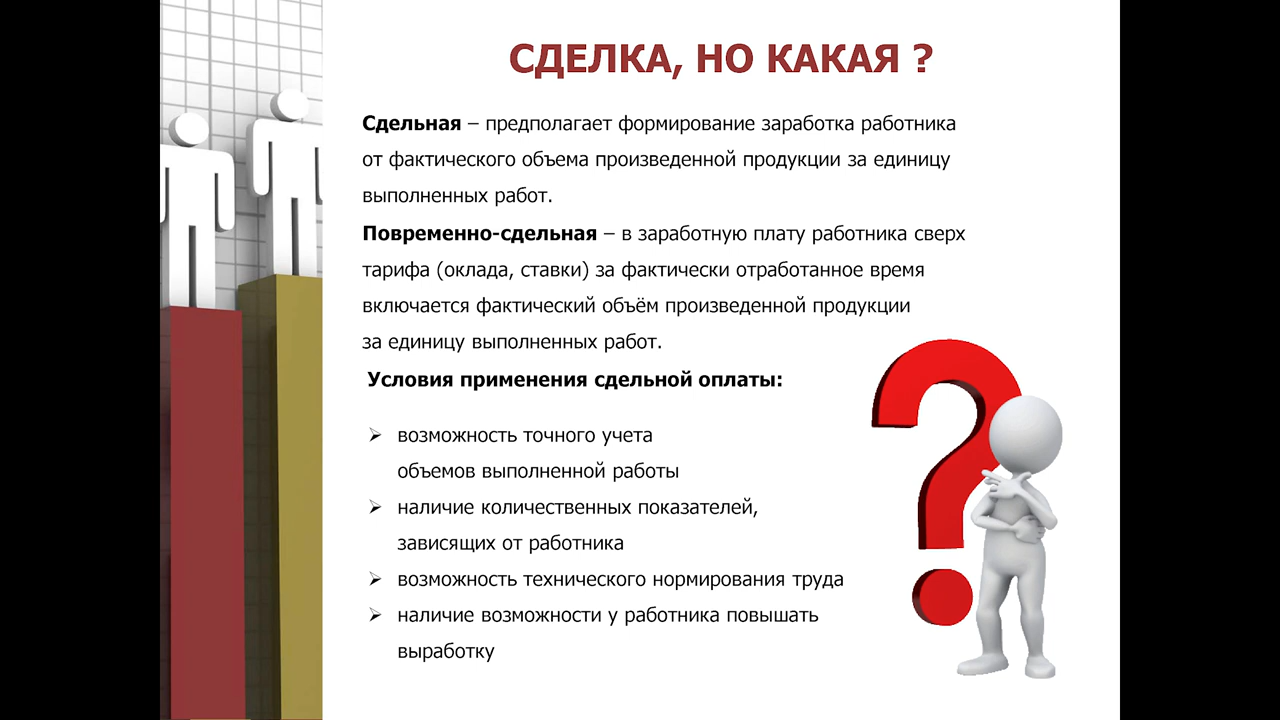 СДЕЛКА, НО КАКАЯ ?
Сдельная – предполагает формирование заработка работника
от фактического объема произведенной продукции за единицу
выполненных работ.
Повременно-сдельная – в заработную плату работника сверх
тарифа (оклада, ставки) за фактически отработанное время
включается фактический объём произведенной продукции
за единицу выполненных работ.
Условия применения сдельной оплаты:
➢ возможность точного учета
объемов выполненной работы
➢ наличие количественных показателей,
зависящих от работника
➢ возможность технического нормирования труда
➢ наличие возможности у работника повышать
выработку